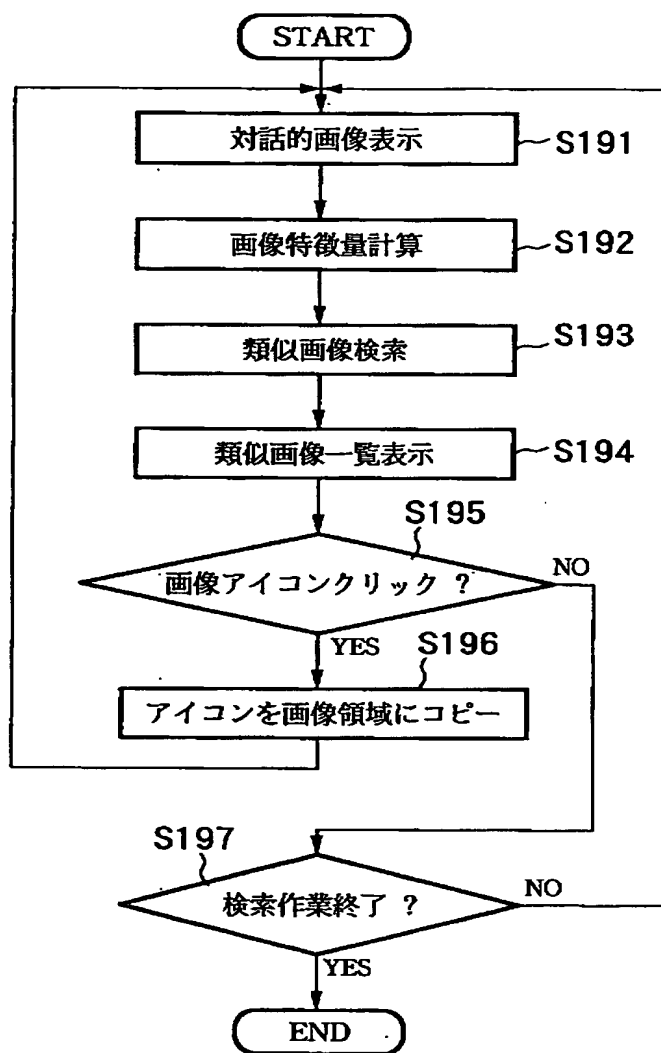 START
対話的画像表示
S191
画像特徴量計算
S192
類似画像検索
S193
類似画像一覧表示
S194
S195
画像アイコンクリック ?
NO
YES
S196
アイコンを画像領域にコピー
S197
検索作業終了 ?
NO
YES
END